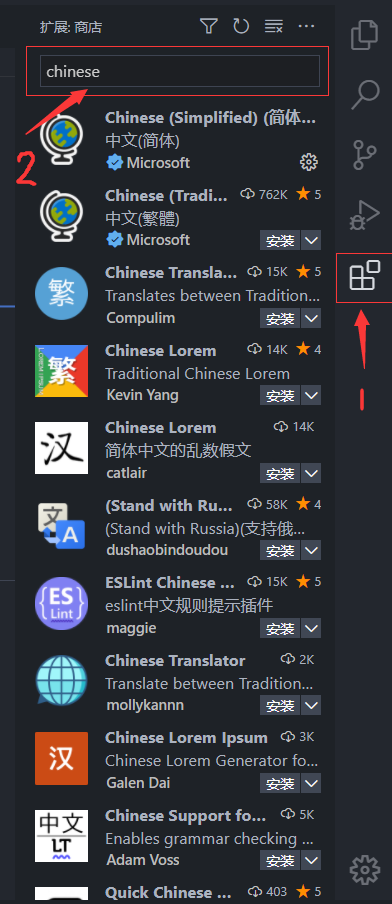 扩展: 商店
chinese
2
1
Chinese (Simplified) (简体...
中文(简体)
Microsoft
Chinese (Tradi... 762K 5
中文(繁體)
Microsoft 安装
Chinese Transla... 15K 5
Translates between Tradition...
Compulim 安装
Chinese Lorem 14K 4
Traditional Chinese Lorem
Kevin Yang 安装
Chinese Lorem 14K
简体中文的乱数假文
catlair 安装
(Stand with Ru... 58K 4
(Stand with Russia)(支持俄...
dushaobindoudou 安装
ESLint Chinese ... 15K 5
eslint中文规则提示插件
maggie 安装
Chinese Translator 2K
Translate between Tradition...
mollykannn 安装
Chinese Lorem Ipsum 3K
Chinese Lorem Generator fo...
Galen Dai 安装
Chinese Support fo... 5K
Enables grammar checking ...
Adam Voss 安装
Quick Chinese ... 403 5
繁
繁
LOREM IPSUM
汉
文
A
{ES}
Lint
汉
中文
LT